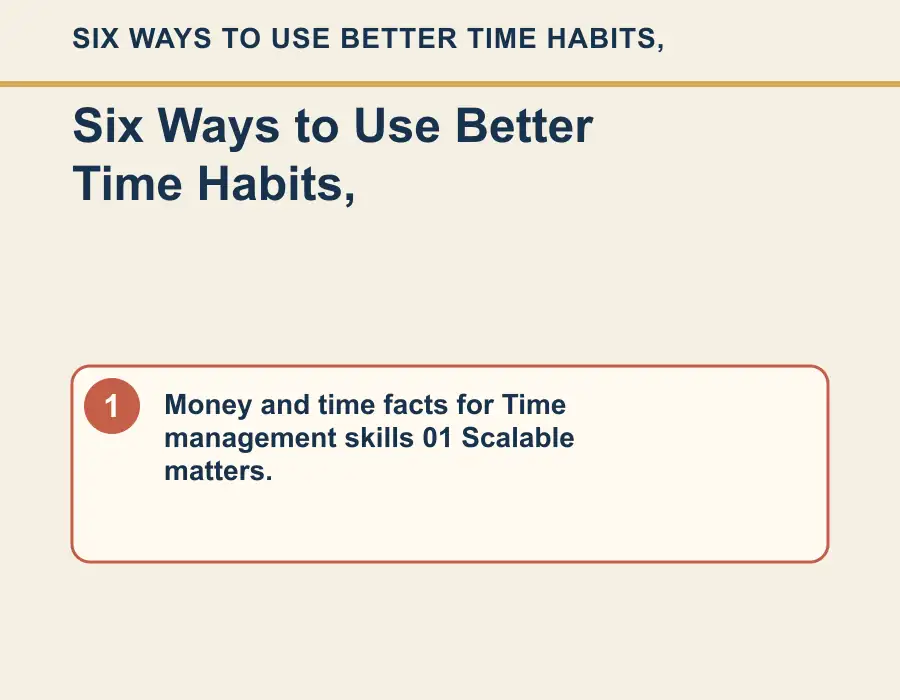 SIX WAYS TO USE BETTER TIME HABITS,
Six Ways to Use Better
Time Habits,
1
Money and time facts for Time
management skills 01 Scalable
matters.